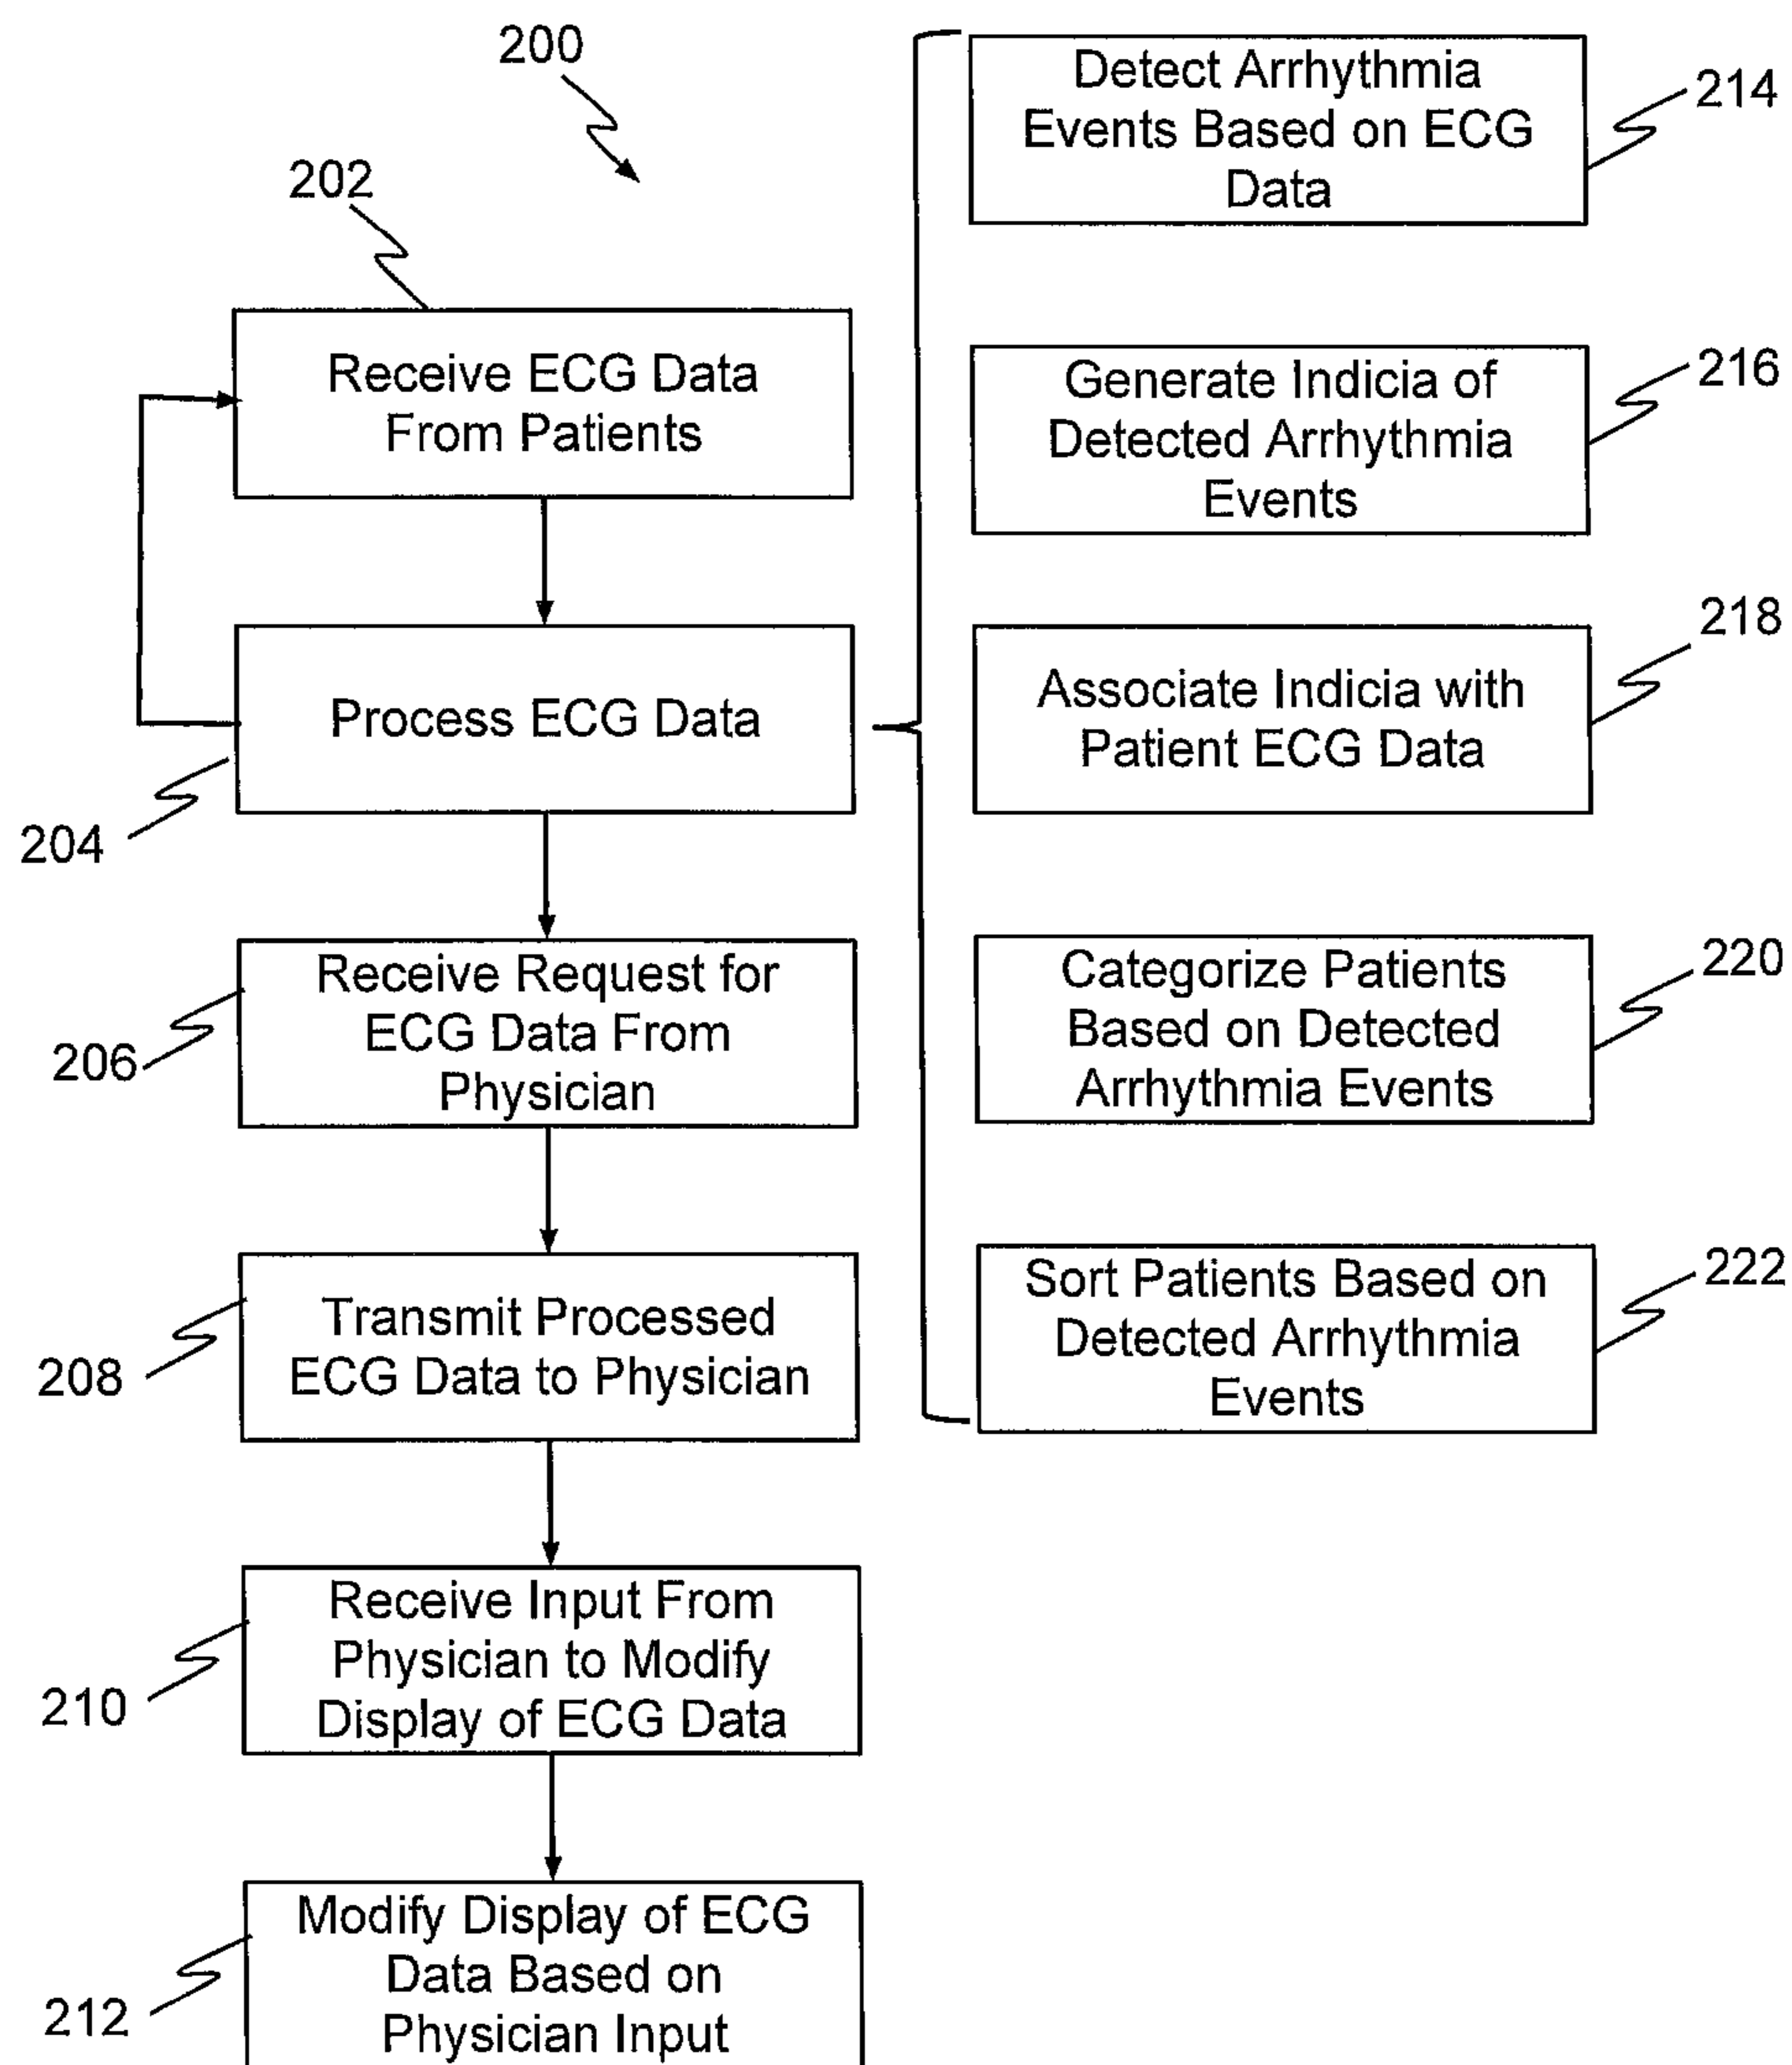 200
202
Receive ECG Data
From Patients
Process ECG Data
204
Receive Request for
ECG Data From
Physician
206
Transmit Processed
ECG Data to Physician
208
Receive Input From
Physician to Modify
Display of ECG Data
210
Modify Display of ECG
Data Based on
Physician Input
212
Detect Arrhythmia
Events Based on ECG
Data
214
Generate Indicia of
Detected Arrhythmia
Events
216
Associate Indicia with
Patient ECG Data
218
Categorize Patients
Based on Detected
Arrhythmia Events
220
Sort Patients Based on
Detected Arrhythmia
Events
222